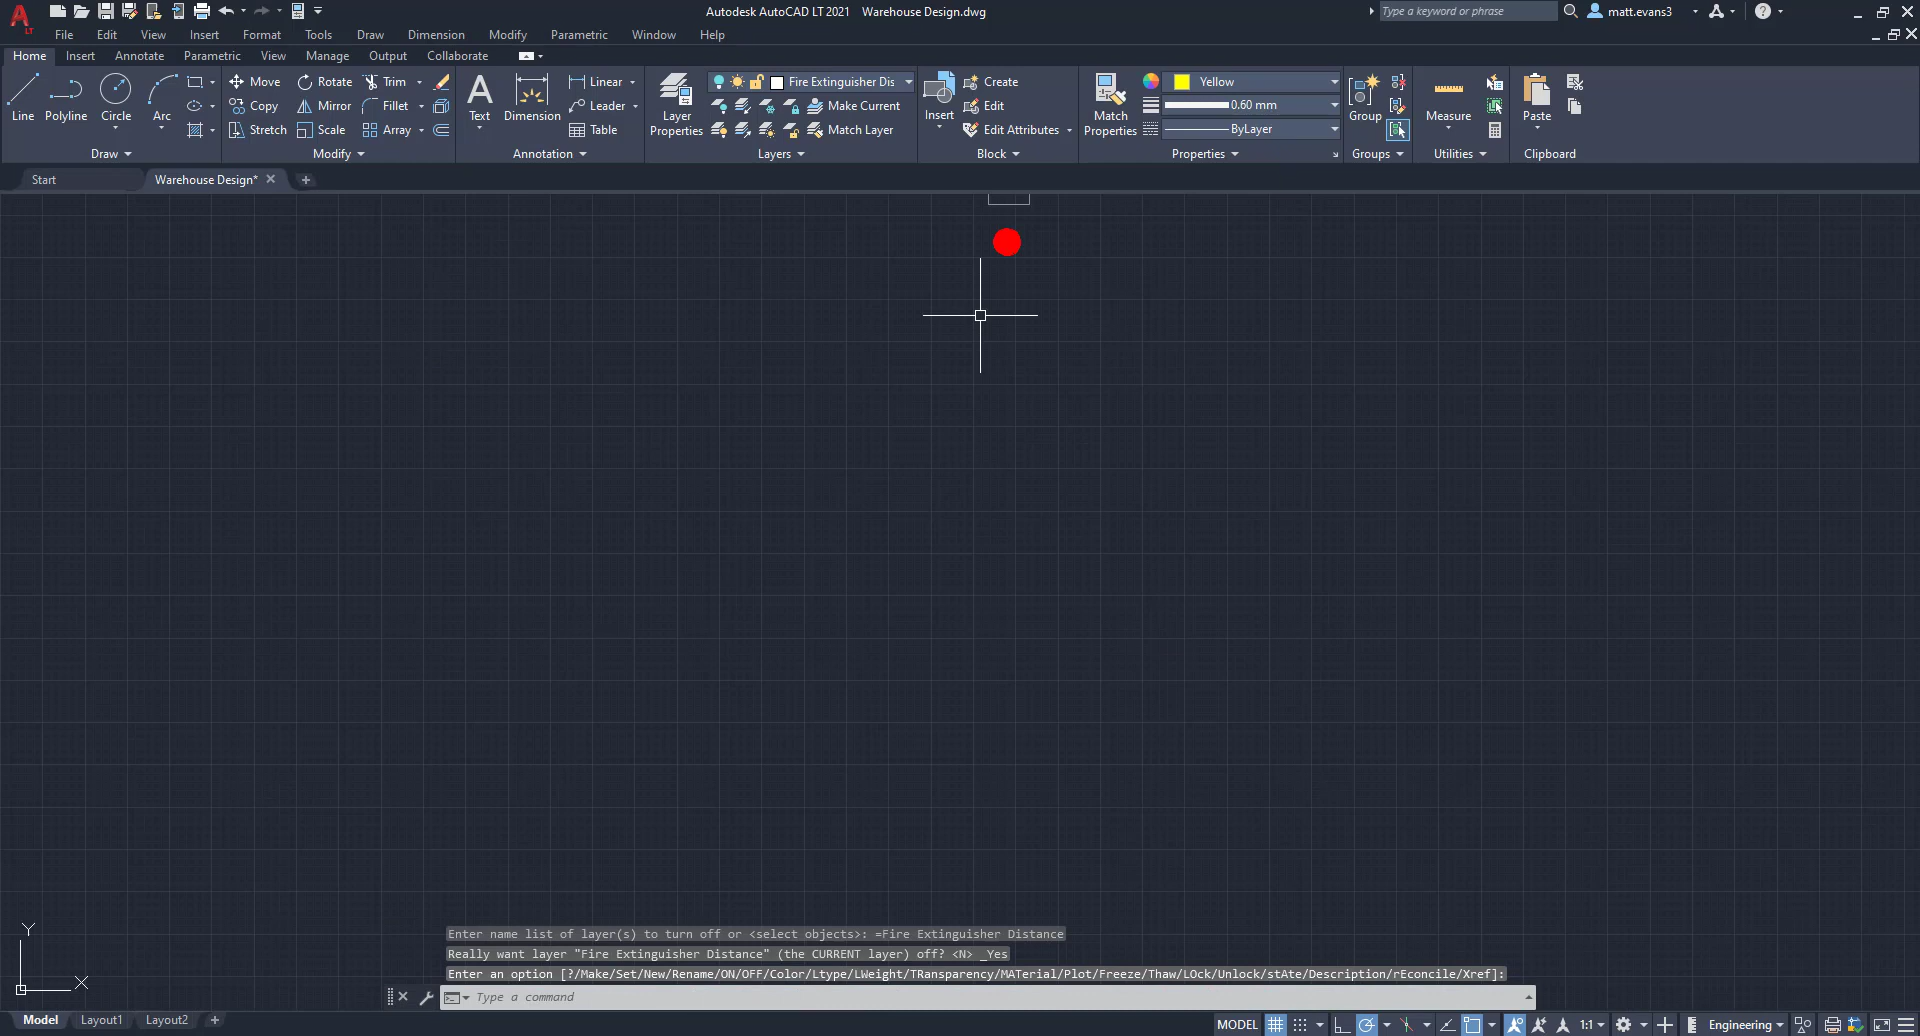 LT
Autodesk AutoCAD LT 2021 Warehouse Design.dwg
Type a keyword or phrase
matt.evans3
File Edit View Insert Format Tools Draw Dimension Modify Parametric Window Help
Home Insert Annotate Parametric View Manage Output Collaborate
Line Polyline Circle Arc
Move Rotate Trim
Copy Mirror Fillet
Stretch Scale Array
Text Dimension
Linear
Leader
Table
Layer Properties
Fire Extinguisher Dis
Make Current
Match Layer
Insert
Create
Edit
Edit Attributes
Match Properties
Yellow
0.60 mm
ByLayer
Group
Measure
Paste
Draw Modify Annotation Layers Block Properties Groups Utilities Clipboard
Start Warehouse Design*
Y
X
Enter name list of layer(s) to turn off or <select objects>: =Fire Extinguisher Distance
Really want layer "Fire Extinguisher Distance" (the CURRENT layer) off? <N> _Yes
Enter an option [?/Make/Set/New/Rename/ON/OFF/Color/Ltype/LWeight/TRansparency/MATerial/Plot/Freeze/Thaw/LOck/Unlock/stAte/Description/rEconcile/Xref]:
Type a command
Model Layout1 Layout2
MODEL 1:1 Engineering